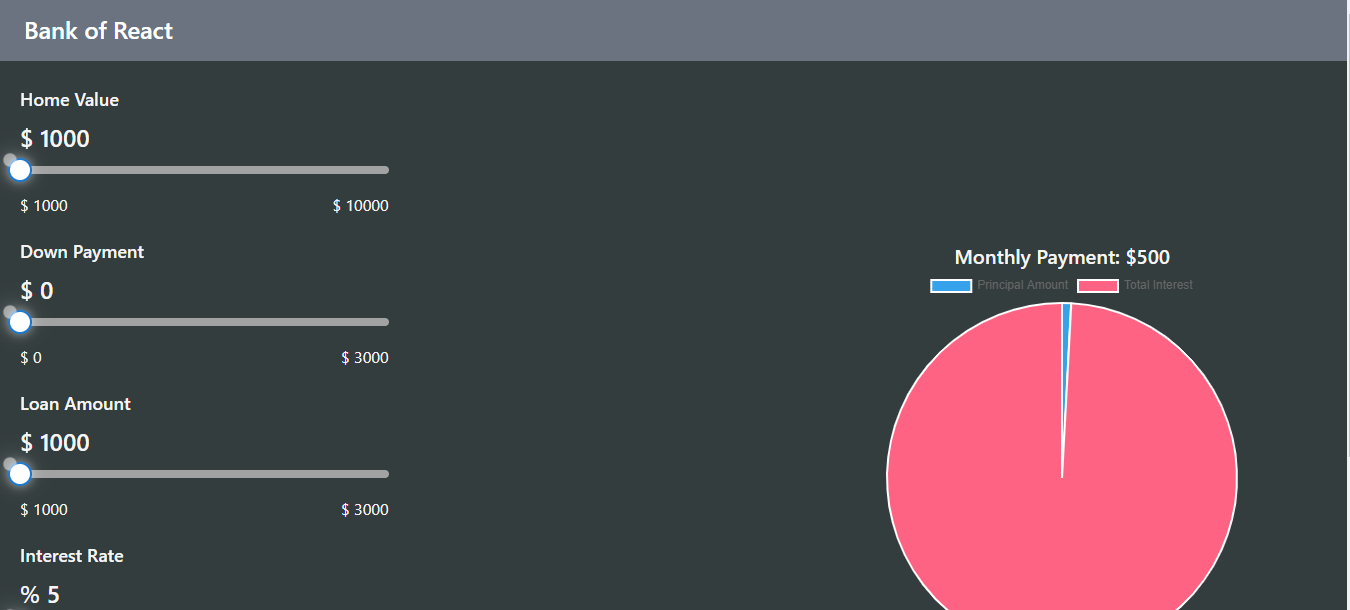 Bank of React
Home Value
$ 1000
$ 1000 $ 10000
Down Payment
$ 0
$ 0 $ 3000
Loan Amount
$ 1000
$ 1000 $ 3000
Interest Rate
% 5
Monthly Payment: $500
Principal Amount Total Interest